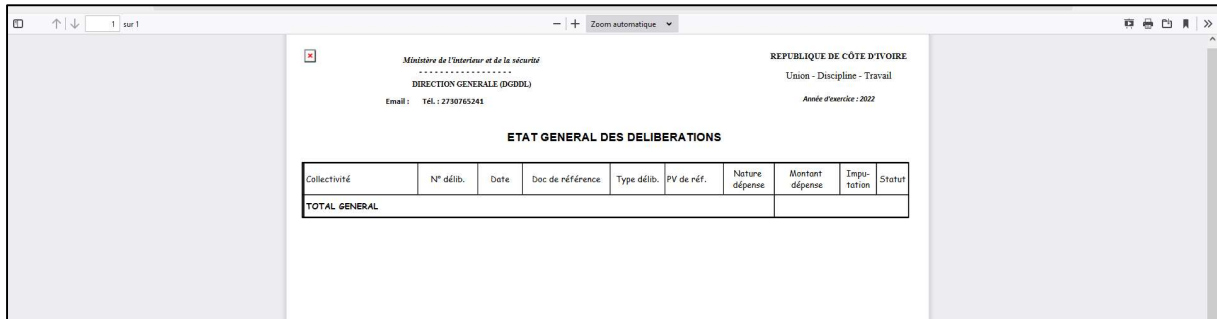 1 sur 1
Zoom automatique
Ministère de l'interieur et de la sécurité
REPUBLIQUE DE CÔTE D'IVOIRE
- - - - - - - - - - - - - - - - - -
Union - Discipline - Travail
DIRECTION GENERALE (DGDDL)
Email : Tél. : 2730765241
Année d'exercice : 2022
ETAT GENERAL DES DELIBERATIONS
Collectivité N° délib. Date Doc de référence Type délib. PV de réf. Nature dépense Montant dépense Impu-tation Statut
TOTAL GENERAL